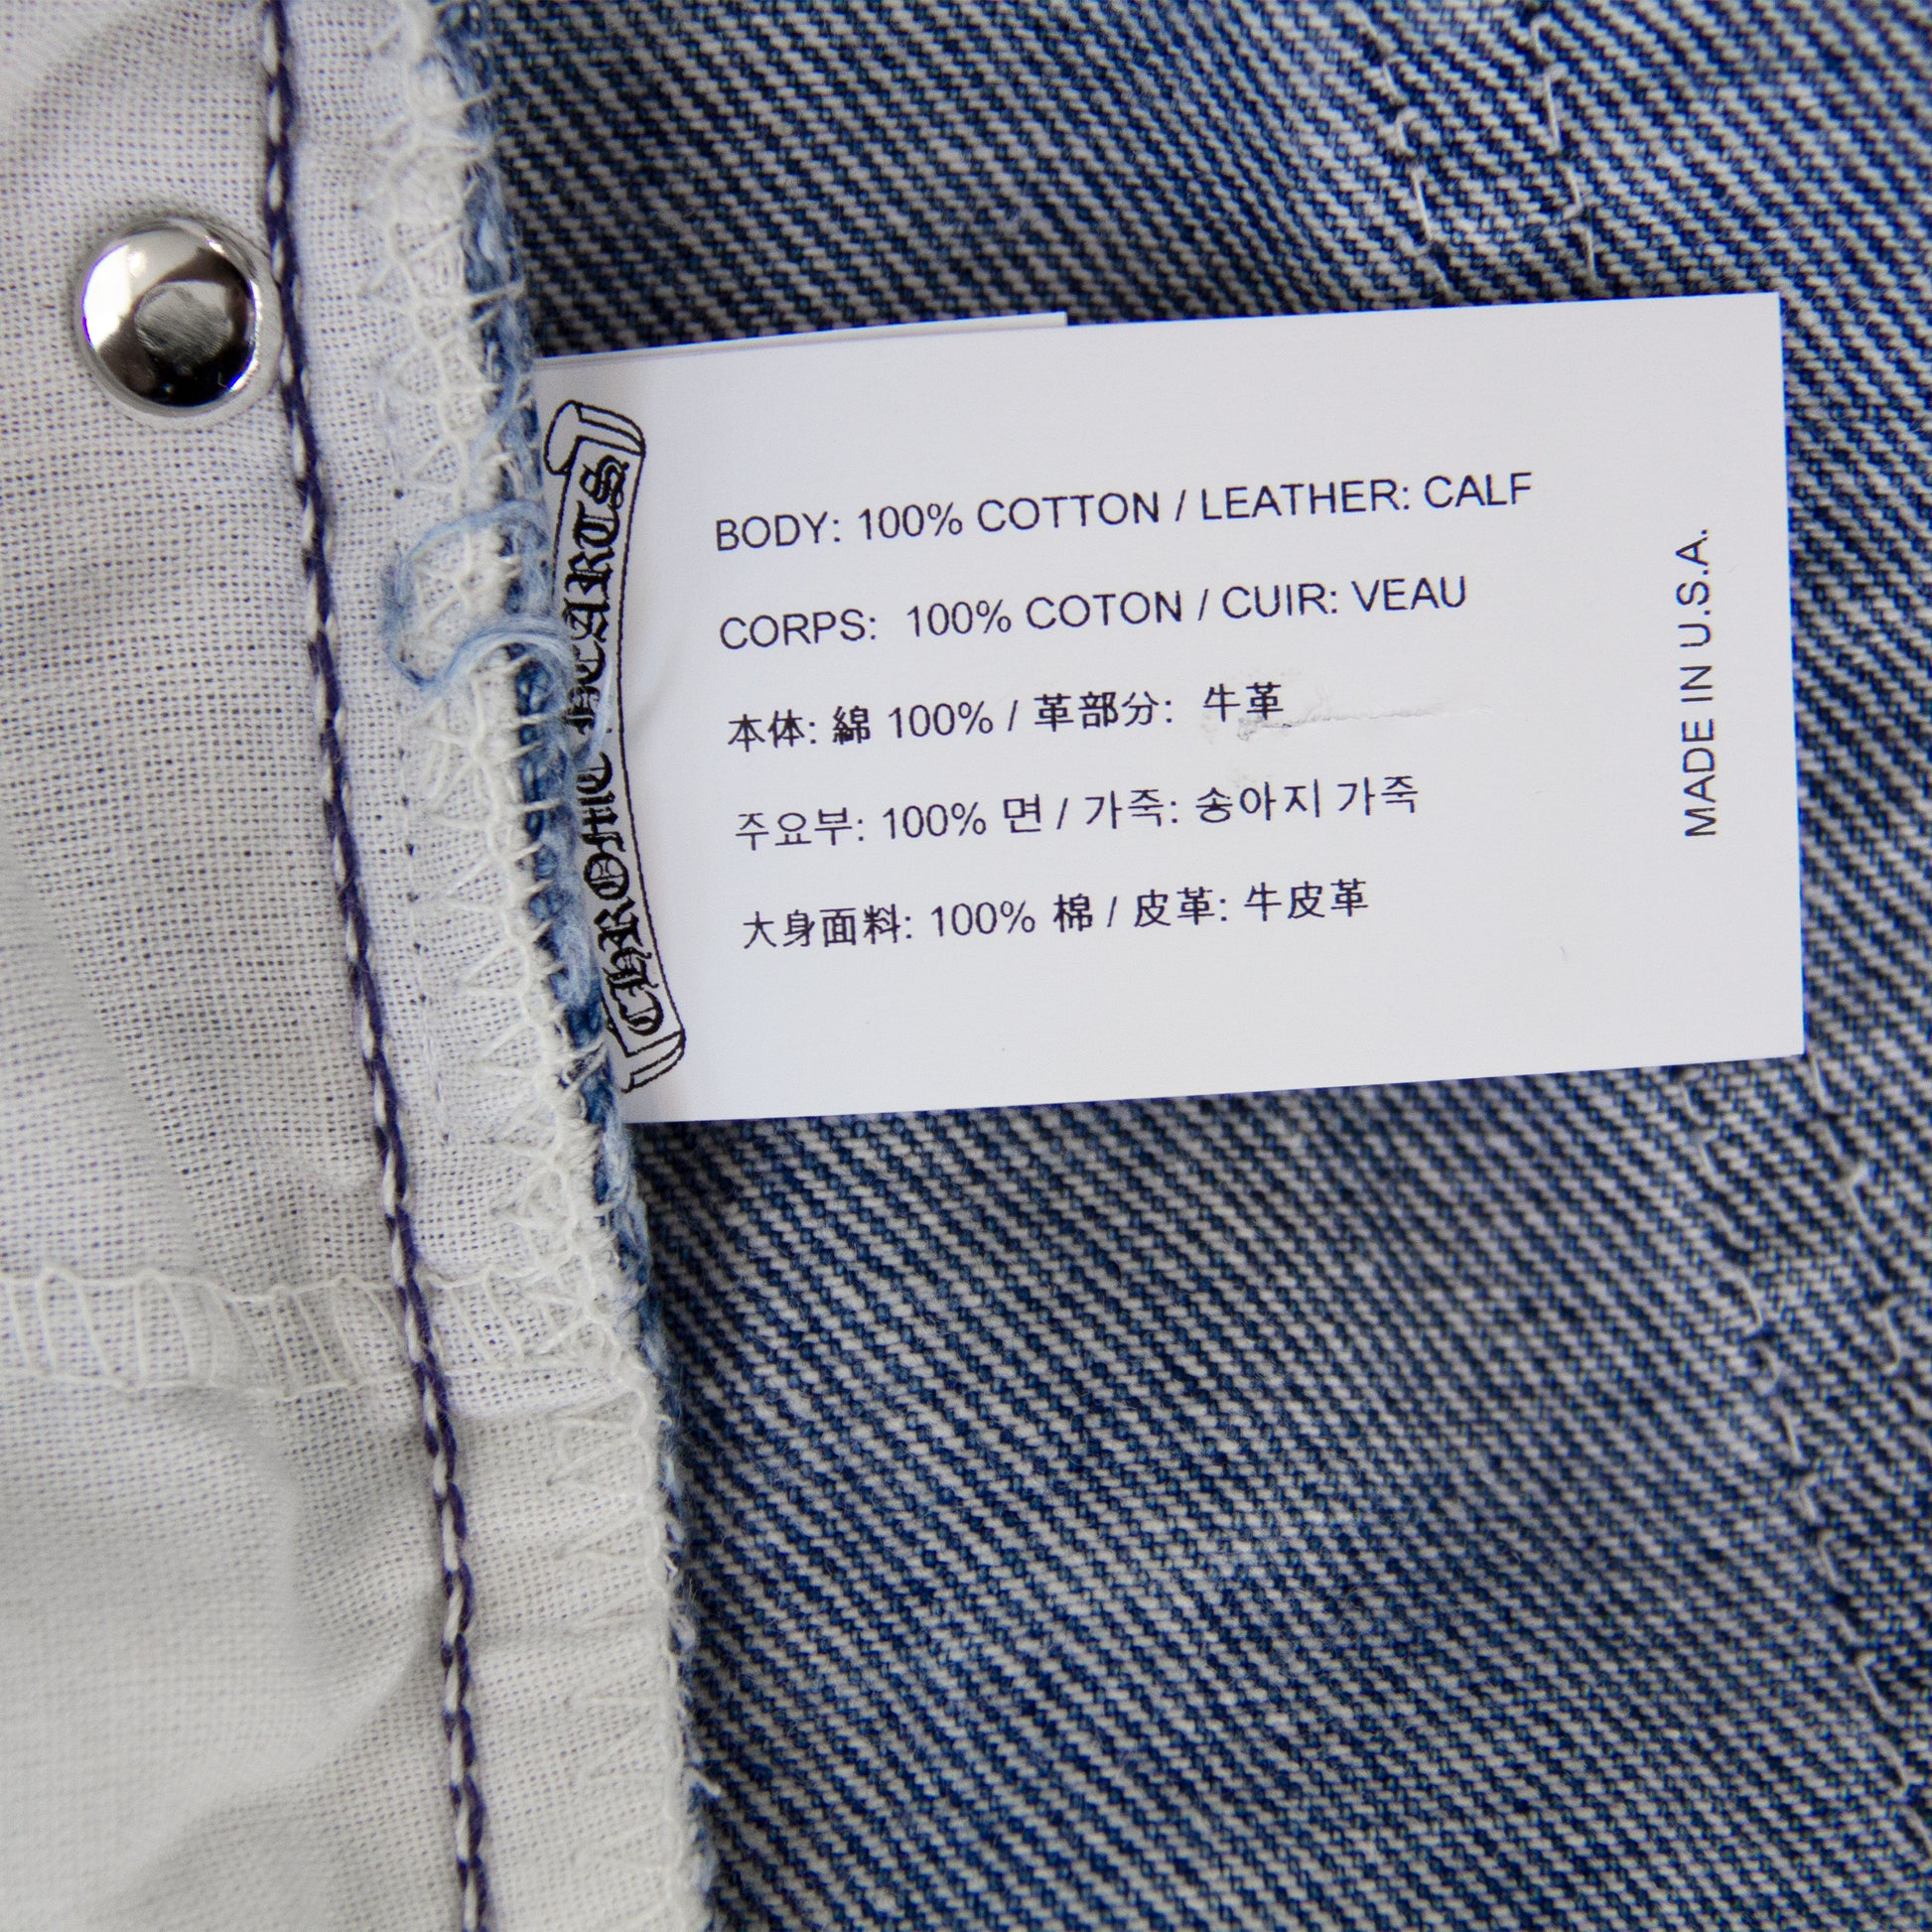 CHROME HEARTS
BODY: 100% COTTON / LEATHER: CALF
CORPS: 100% COTON / CUIR: VEAU
本体: 綿 100% / 革部分: 牛革
주요부: 100% 면 / 가죽: 송아지 가죽
大身面料: 100% 棉 / 皮革: 牛皮革
MADE IN U.S.A.